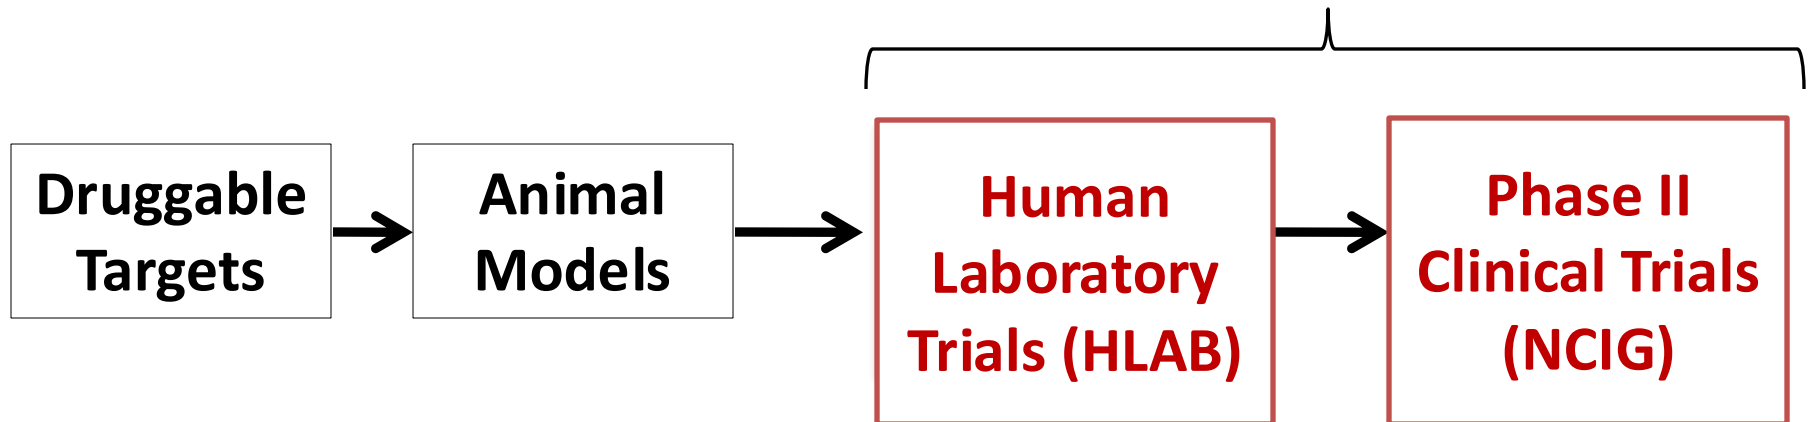 Druggable
Targets
Animal
Models
Human
Laboratory
Trials (HLAB)
Phase II
Clinical Trials
(NCIG)